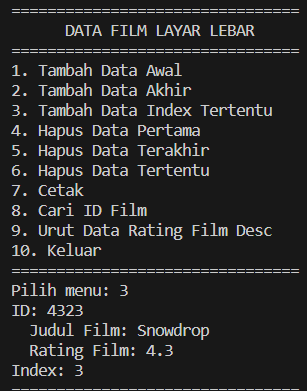 ================================
DATA FILM LAYAR LEBAR
================================
1. Tambah Data Awal
2. Tambah Data Akhir
3. Tambah Data Index Tertentu
4. Hapus Data Pertama
5. Hapus Data Terakhir
6. Hapus Data Tertentu
7. Cetak
8. Cari ID Film
9. Urut Data Rating Film Desc
10. Keluar
================================
Pilih menu: 3
ID: 4323
Judul Film: Snowdrop
Rating Film: 4.3
Index: 3
================================